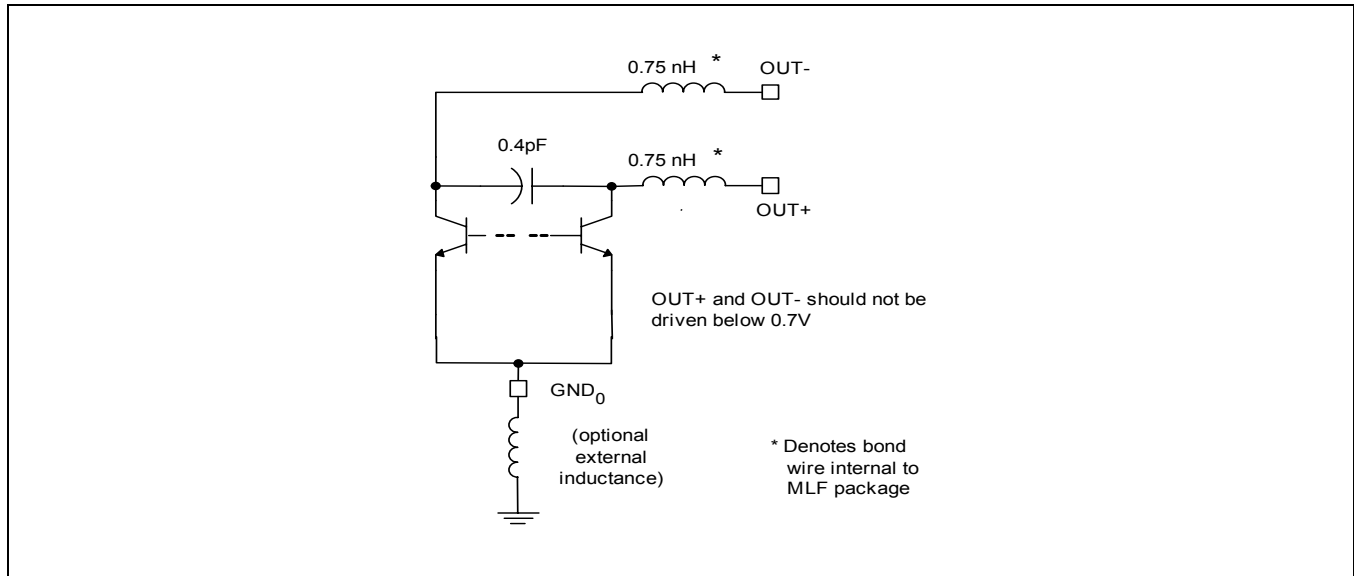 0.75 nH *
OUT-
0.4pF
0.75 nH *
OUT+
OUT+ and OUT- should not be
driven below 0.7V
GND0
(optional
external
inductance)
* Denotes bond
wire internal to
MLF package